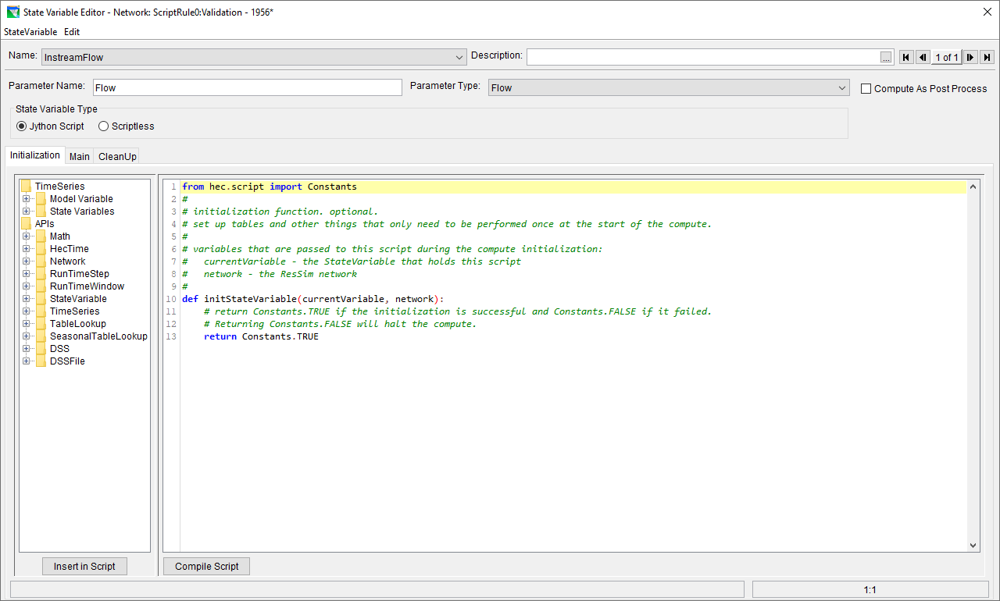 State Variable Editor - Network: ScriptRule0:Validation - 1956*
StateVariable Edit
Name: InstreamFlow Description: ... 1 of 1
Parameter Name: Flow Parameter Type: Flow Compute As Post Process
State Variable Type
Jython Script Scriptless
Initialization Main CleanUp
TimeSeries
Model Variable
State Variables
APIs
Math
HecTime
Network
RunTimeStep
RunTimeWindow
StateVariable
TimeSeries
TableLookup
SeasonalTableLookup
DSS
DSSFile
1 from hec.script import Constants
2 #
3 # initialization function. optional.
4 # set up tables and other things that only need to be performed once at the start of the compute.
5 #
6 # variables that are passed to this script during the compute initialization:
7 #   currentVariable - the StateVariable that holds this script
8 #   network - the ResSim network
9 #
10 def initStateVariable(currentVariable, network):
11     # return Constants.TRUE if the initialization is successful and Constants.FALSE if it failed.
12     # Returning Constants.FALSE will halt the compute.
13     return Constants.TRUE
Insert in Script Compile Script
1:1